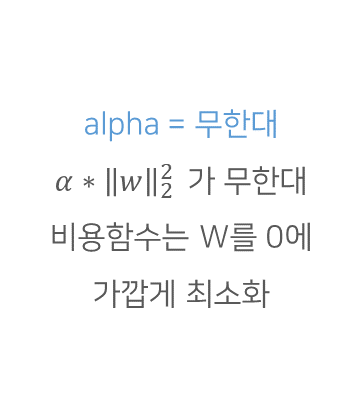 alpha = 무한대
α * ‖w‖₂² 가 무한대
비용함수는 W를 0에
가깝게 최소화